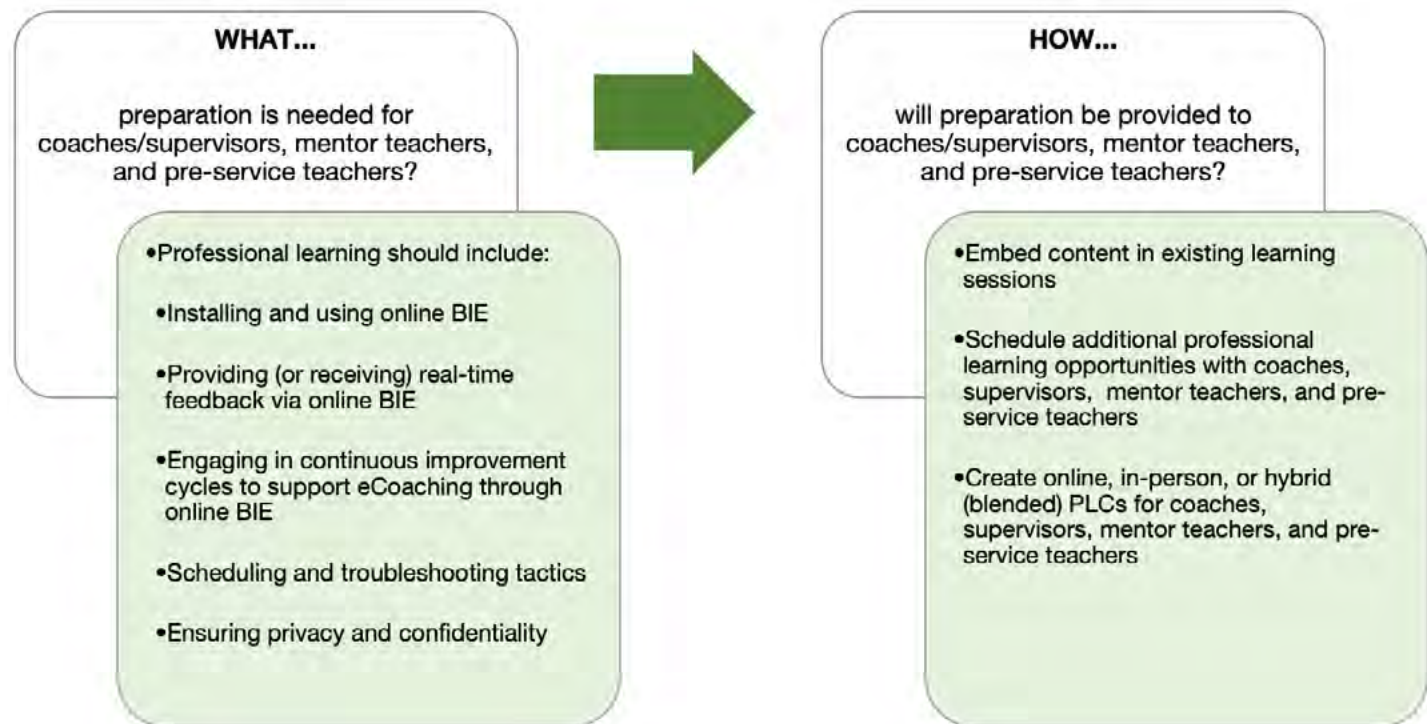 WHAT...
preparation is needed for
coaches/supervisors, mentor teachers,
and pre-service teachers?
•Professional learning should include:
•Installing and using online BIE
•Providing (or receiving) real-time
feedback via online BIE
•Engaging in continuous improvement
cycles to support eCoaching through
online BIE
•Scheduling and troubleshooting tactics
•Ensuring privacy and confidentiality
HOW...
will preparation be provided to
coaches/supervisors, mentor teachers,
and pre-service teachers?
•Embed content in existing learning
sessions
•Schedule additional professional
learning opportunities with coaches,
supervisors, mentor teachers, and pre-
service teachers
•Create online, in-person, or hybrid
(blended) PLCs for coaches,
supervisors, mentor teachers, and pre-
service teachers